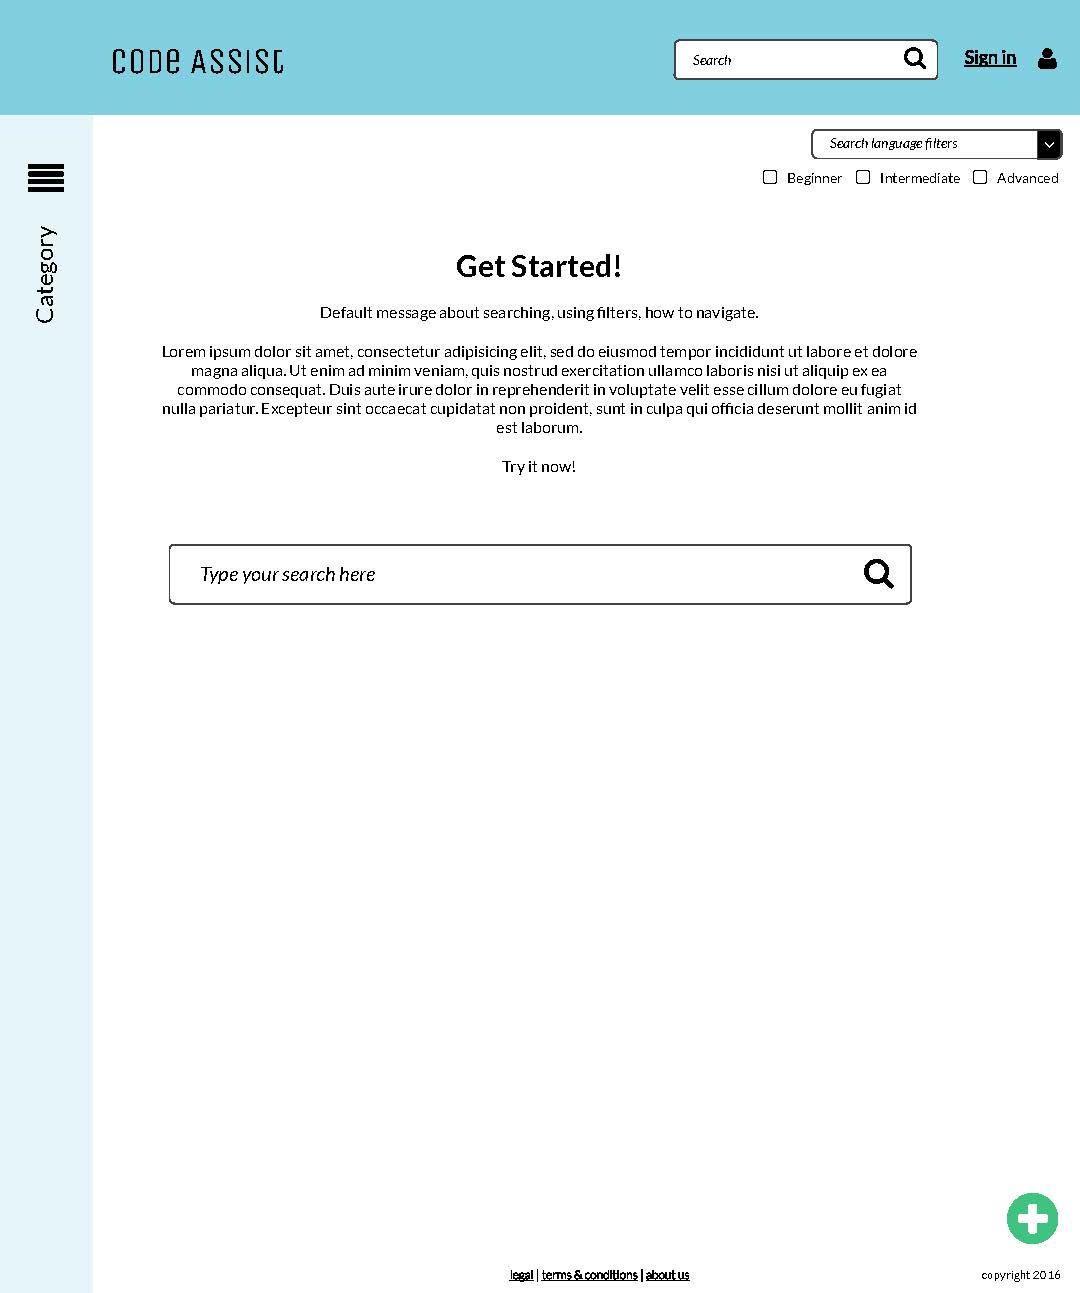 CODE ASSIST
Search
Sign in
Search language filters
Beginner Intermediate Advanced
Category
Get Started!
Default message about searching, using filters, how to navigate.
Lorem ipsum dolor sit amet, consectetur adipisicing elit, sed do eiusmod tempor incididunt ut labore et dolore
magna aliqua. Ut enim ad minim veniam, quis nostrud exercitation ullamco laboris nisi ut aliquip ex ea
commodo consequat. Duis aute irure dolor in reprehenderit in voluptate velit esse cillum dolore eu fugiat
nulla pariatur. Excepteur sint occaecat cupidatat non proident, sunt in culpa qui officia deserunt mollit anim id
est laborum.
Try it now!
Type your search here
legal | terms & conditions | about us
copyright 2016